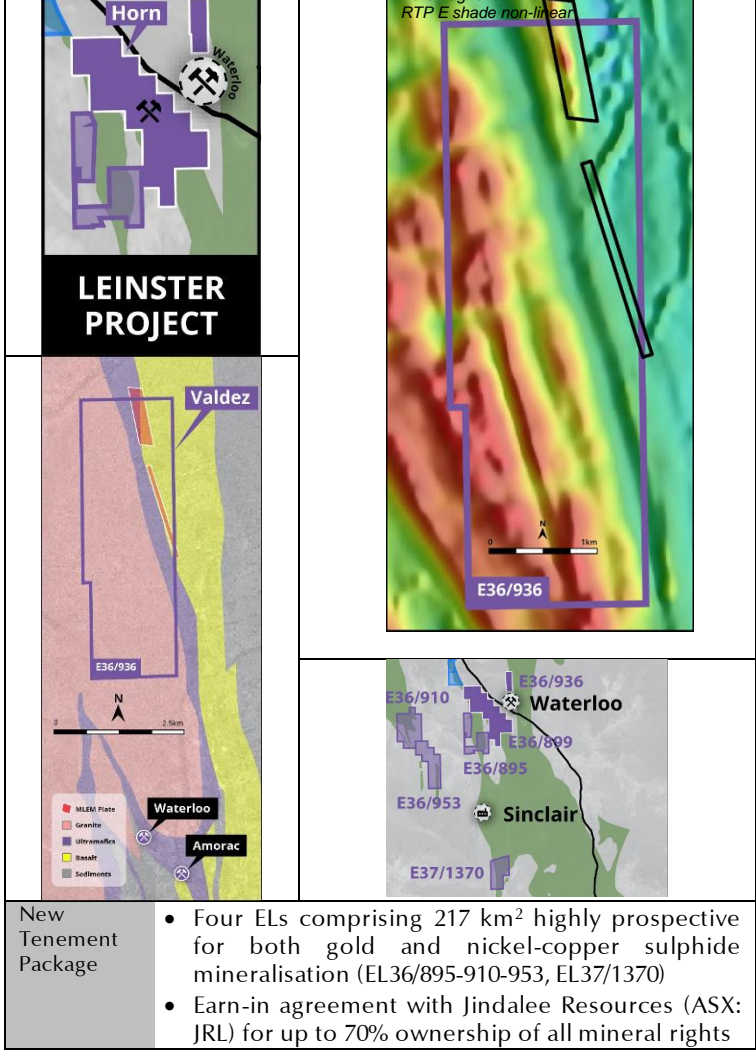 Horn
Waterloo
LEINSTER
PROJECT
RTP E shade non-linear
N
0 1km
E36/936
Valdez
E36/936
N
0 2.5km
MLEM Plate
Granite
Ultramafics
Basalt
Sediments
Waterloo
Amorac
E36/910
E36/936
Waterloo
E36/899
E36/895
E36/953
Sinclair
E37/1370
New
Tenement
Package
• Four ELs comprising 217 km² highly prospective
for both gold and nickel-copper sulphide
mineralisation (EL36/895-910-953, EL37/1370)
• Earn-in agreement with Jindalee Resources (ASX:
JRL) for up to 70% ownership of all mineral rights